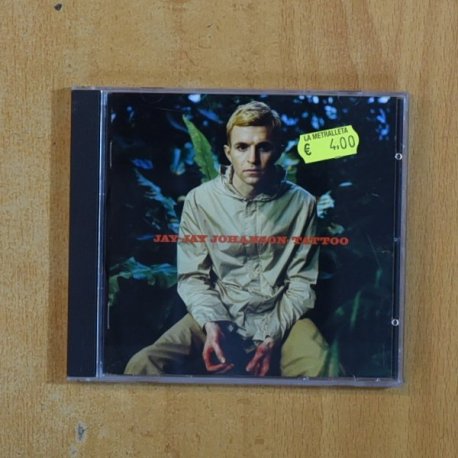 LA METRALLETA
€ 4,00
JAY-JAY JOHANSON TATTOO